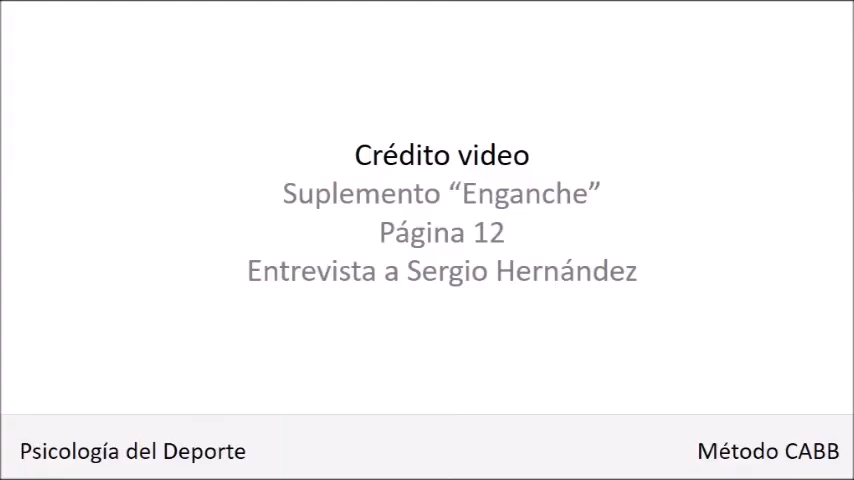 Crédito video
Suplemento “Enganche”
Página 12
Entrevista a Sergio Hernández
Psicología del Deporte
Método CABB